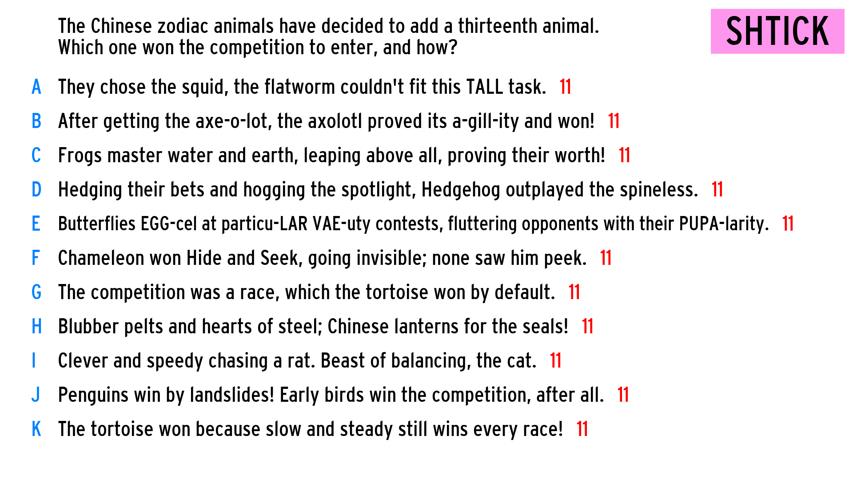 The Chinese zodiac animals have decided to add a thirteenth animal.
Which one won the competition to enter, and how?
SHTICK
A They chose the squid, the flatworm couldn't fit this TALL task. 11
B After getting the axe-o-lot, the axolotl proved its a-gill-ity and won! 11
C Frogs master water and earth, leaping above all, proving their worth! 11
D Hedging their bets and hogging the spotlight, Hedgehog outplayed the spineless. 11
E Butterflies EGG-cel at particu-LAR VAE-uty contests, fluttering opponents with their PUPA-larity. 11
F Chameleon won Hide and Seek, going invisible; none saw him peek. 11
G The competition was a race, which the tortoise won by default. 11
H Blubber pelts and hearts of steel; Chinese lanterns for the seals! 11
I Clever and speedy chasing a rat. Beast of balancing, the cat. 11
J Penguins win by landslides! Early birds win the competition, after all. 11
K The tortoise won because slow and steady still wins every race! 11